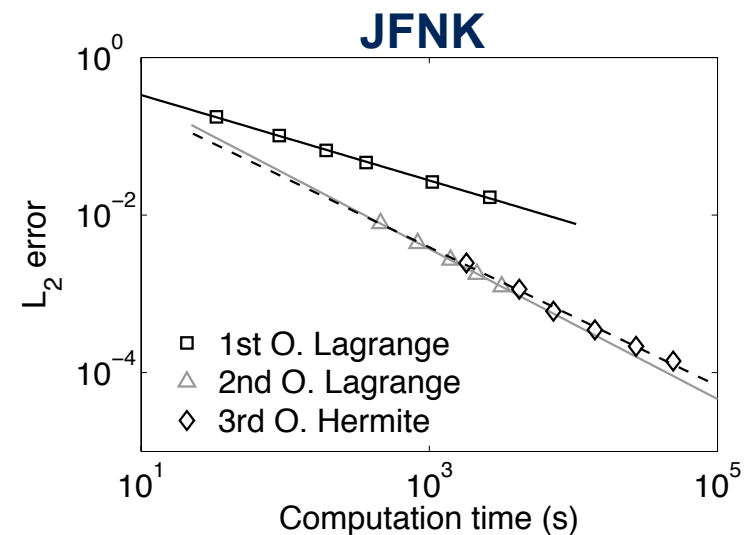 JFNK
10^0
10^-2
10^-4
L_2 error
1st O. Lagrange
2nd O. Lagrange
3rd O. Hermite
10^1 10^3 10^5
Computation time (s)